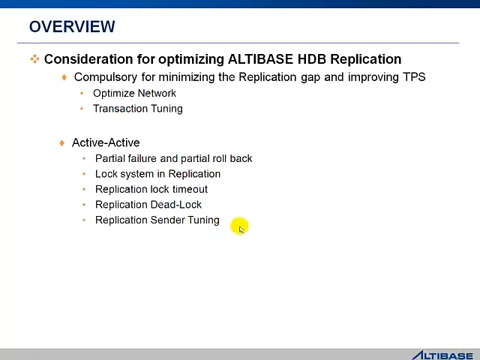 OVERVIEW
Consideration for optimizing ALTIBASE HDB Replication
Compulsory for minimizing the Replication gap and improving TPS
Optimize Network
Transaction Tuning
Active-Active
Partial failure and partial roll back
Lock system in Replication
Replication lock timeout
Replication Dead-Lock
Replication Sender Tuning
ALTIBASE